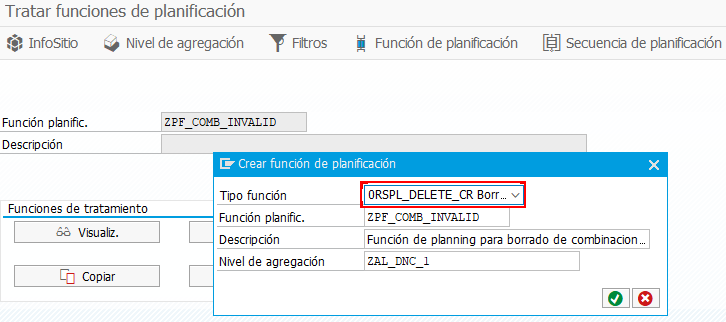 Tratar funciones de planificación
InfoSitio Nivel de agregación Filtros Función de planificación Secuencia de planificación
Función planific. ZPF_COMB_INVALID
Descripción
Crear función de planificación
Tipo función 0RSPL_DELETE_CR Borr...
Función planific. ZPF_COMB_INVALID
Descripción Función de planning para borrado de combinacion...
Nivel de agregación ZAL_DNC_1
Funciones de tratamiento
Visualiz.
Copiar